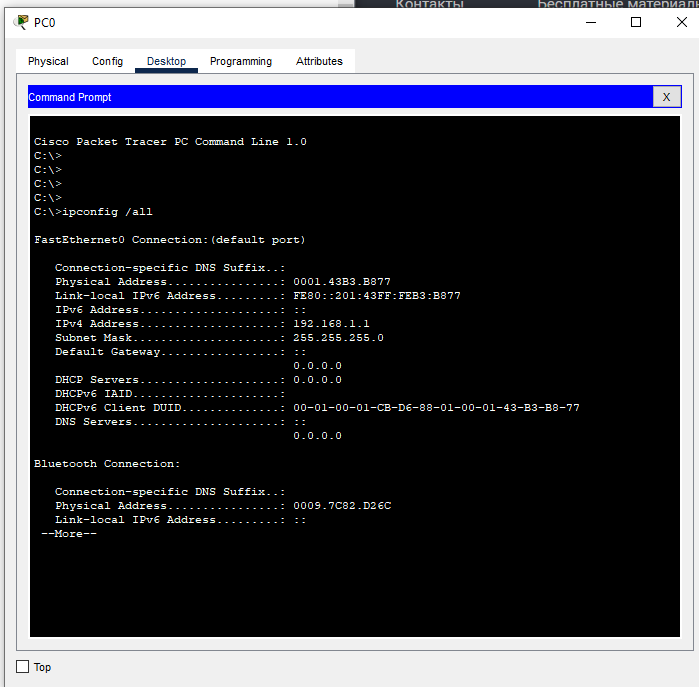 Контакты Бесплатные материалы
PC0
Physical Config Desktop Programming Attributes
Command Prompt X
Cisco Packet Tracer PC Command Line 1.0
C:\>
C:\>
C:\>
C:\>
C:\>ipconfig /all
FastEthernet0 Connection:(default port)
Connection-specific DNS Suffix..:
Physical Address................: 0001.43B3.B877
Link-local IPv6 Address.........: FE80::201:43FF:FEB3:B877
IPv6 Address....................: ::
IPv4 Address....................: 192.168.1.1
Subnet Mask.....................: 255.255.255.0
Default Gateway.................: ::
0.0.0.0
DHCP Servers....................: 0.0.0.0
DHCPv6 IAID.....................:
DHCPv6 Client DUID..............: 00-01-00-01-CB-D6-88-01-00-01-43-B3-B8-77
DNS Servers.....................: ::
0.0.0.0
Bluetooth Connection:
Connection-specific DNS Suffix..:
Physical Address................: 0009.7C82.D26C
Link-local IPv6 Address.........: ::
--More--
Top